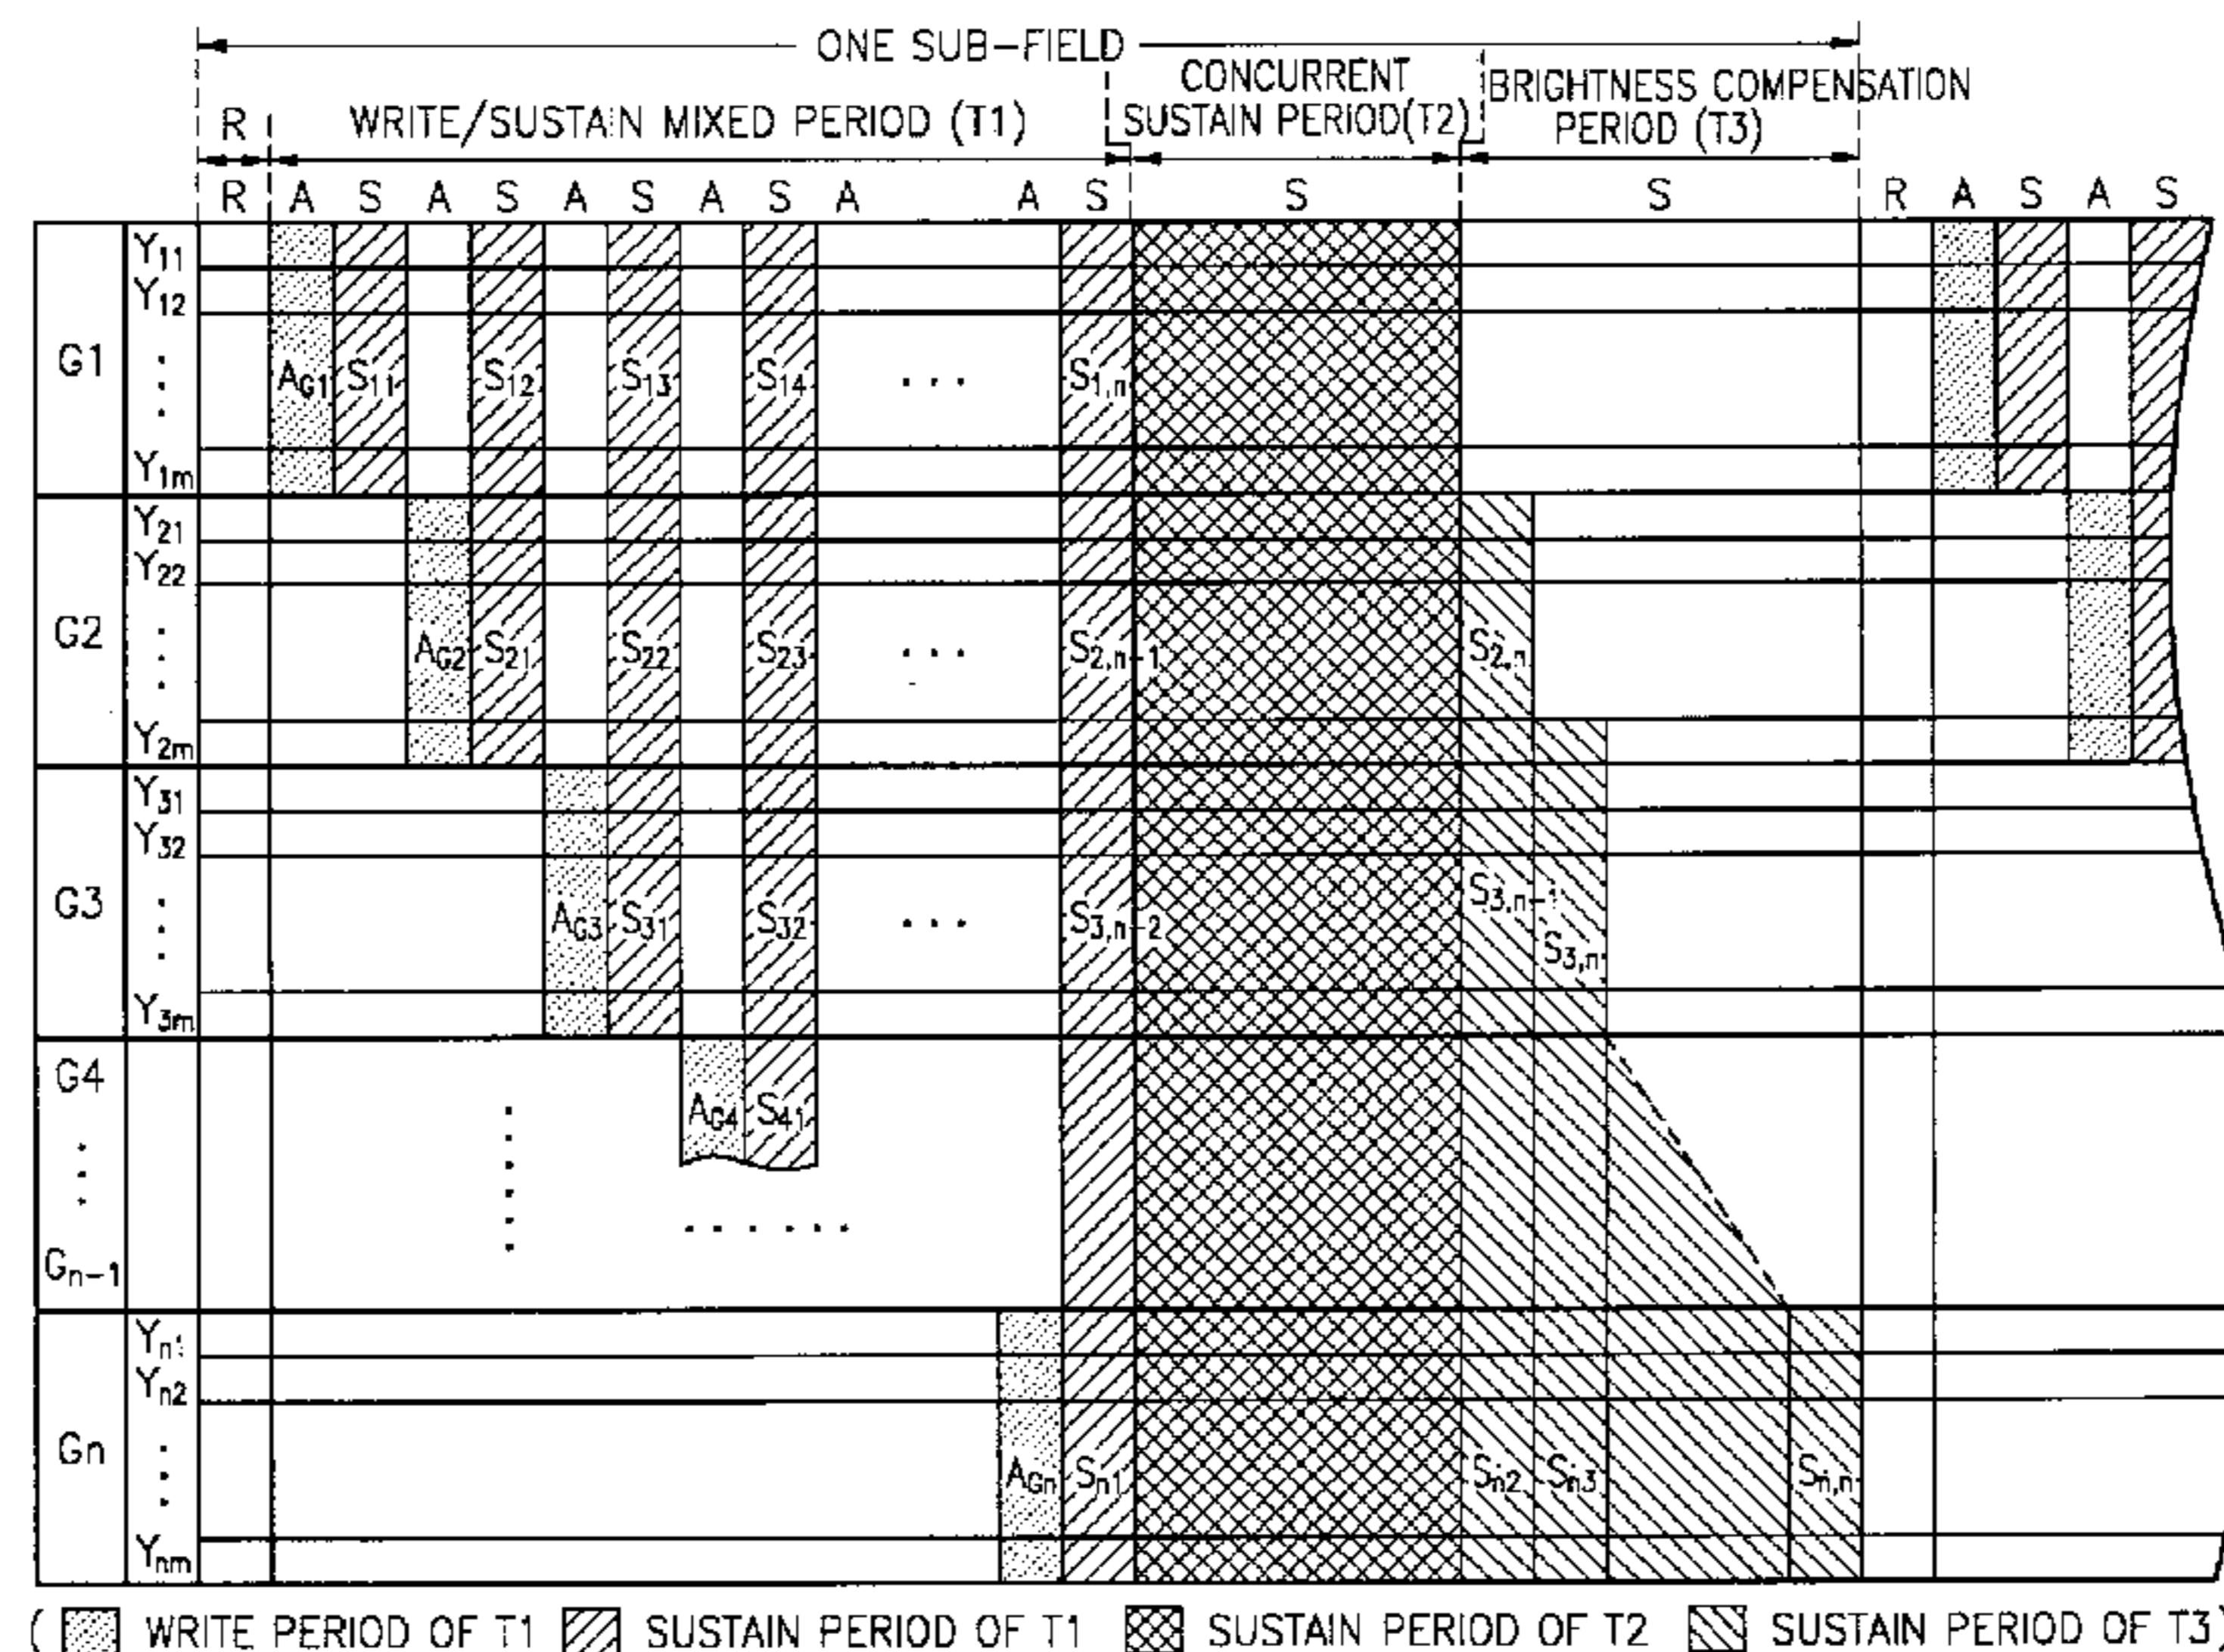 ONE SUB-FIELD
R
WRITE/SUSTAIN MIXED PERIOD (T1)
CONCURRENT
SUSTAIN PERIOD(T2)
BRIGHTNESS COMPENSATION
PERIOD (T3)
R A S A S A S A S A A S S S R A S A S
G1
Y11
Y12
Y1m
AG1 S11 S12 S13 S14 ... S1,n
G2
Y21
Y22
Y2m
AG2 S21 S22 S23 ... S2,n-1 S2,n
G3
Y31
Y32
Y3m
AG3 S31 S32 ... S3,n-2 S3,n-1 S3,n
G4
Gn-1
AG4 S41
Gn
Yn1
Yn2
Ynm
AGn Sn1 Sn2 Sn3 Sn,n
( WRITE PERIOD OF T1 SUSTAIN PERIOD OF T1 SUSTAIN PERIOD OF T2 SUSTAIN PERIOD OF T3)